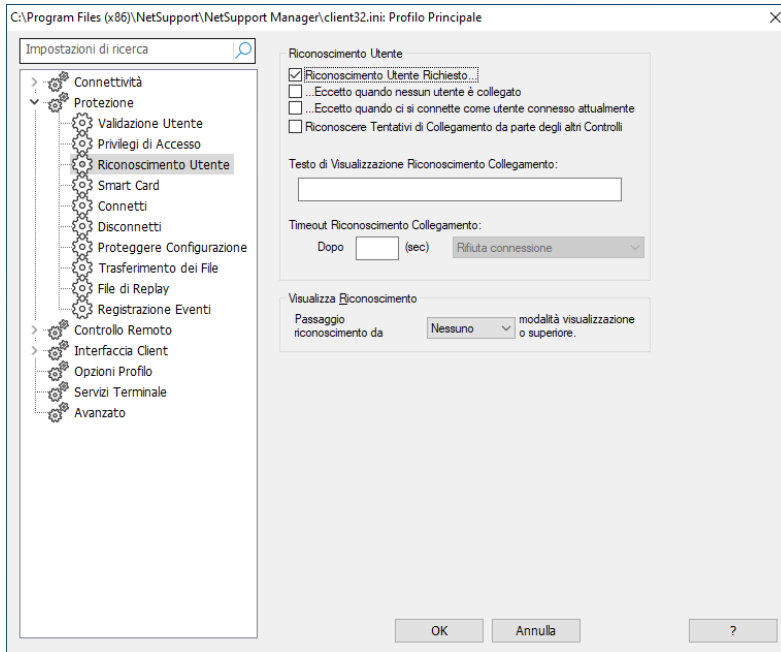 C:\Program Files (x86)\NetSupport\NetSupport Manager\client32.ini: Profilo Principale
Impostazioni di ricerca
Connettività
Protezione
Validazione Utente
Privilegi di Accesso
Riconoscimento Utente
Smart Card
Connetti
Disconnetti
Proteggere Configurazione
Trasferimento dei File
File di Replay
Registrazione Eventi
Controllo Remoto
Interfaccia Client
Opzioni Profilo
Servizi Terminale
Avanzato
Riconoscimento Utente
Riconoscimento Utente Richiesto...
...Eccetto quando nessun utente è collegato
...Eccetto quando ci si connette come utente connesso attualmente
Riconoscere Tentativi di Collegamento da parte degli altri Controlli
Testo di Visualizzazione Riconoscimento Collegamento:
Timeout Riconoscimento Collegamento:
Dopo (sec) Rifiuta connessione
Visualizza Riconoscimento
Passaggio riconoscimento da Nessuno modalità visualizzazione o superiore.
OK Annulla ?